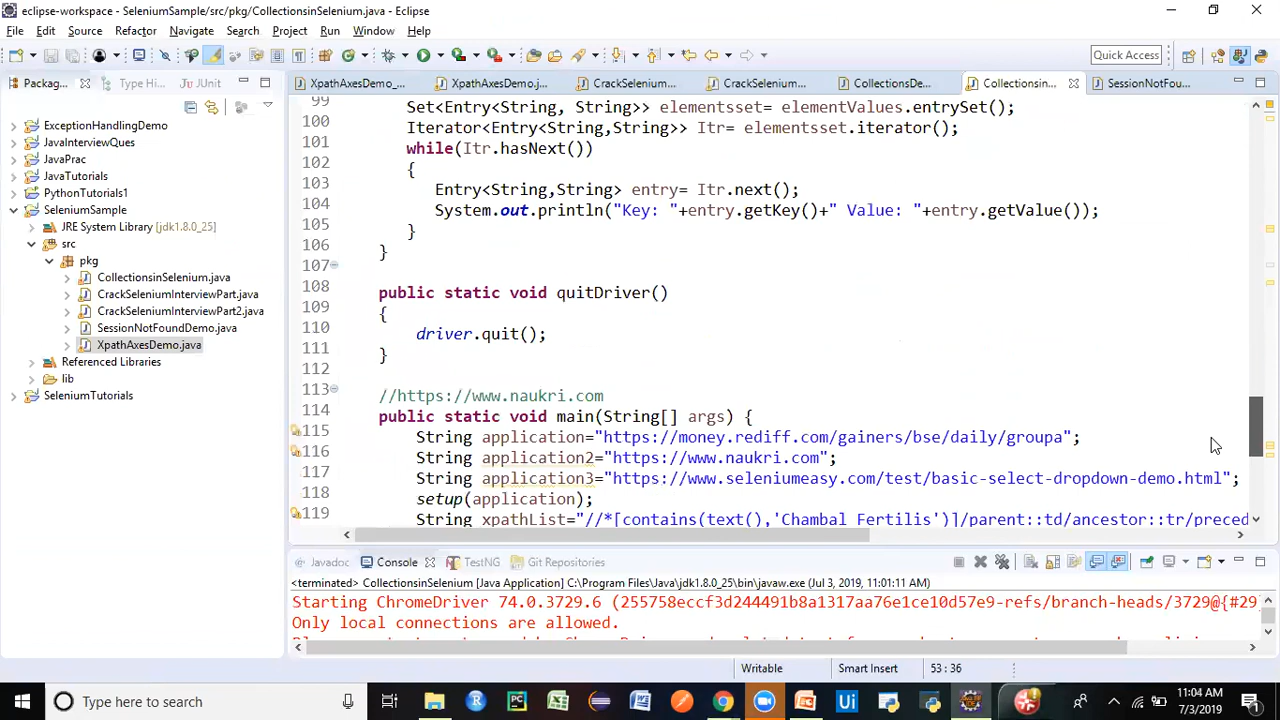 eclipse-workspace - SeleniumSample/src/pkg/CollectionsinSelenium.java - Eclipse
File Edit Source Refactor Navigate Search Project Run Window Help
Quick Access
Packag... Type Hi... JUnit
XpathAxesDemo_... XpathAxesDemo.j... CrackSelenium... CrackSelenium... CollectionsDe... Collectionsin... SessionNotFou...
ExceptionHandlingDemo
JavaInterviewQues
JavaPrac
JavaTutorials
PythonTutorials1
SeleniumSample
JRE System Library [jdk1.8.0_25]
src
pkg
CollectionsinSelenium.java
CrackSeleniumInterviewPart.java
CrackSeleniumInterviewPart2.java
SessionNotFoundDemo.java
XpathAxesDemo.java
Referenced Libraries
lib
SeleniumTutorials
99 Set<Entry<String, String>> elementsset= elementValues.entrySet();
100 Iterator<Entry<String,String>> Itr= elementsset.iterator();
101 while(Itr.hasNext())
102 {
103 Entry<String,String> entry= Itr.next();
104 System.out.println("Key: "+entry.getKey()+" Value: "+entry.getValue());
105 }
106 }
107
108 public static void quitDriver()
109 {
110 driver.quit();
111 }
112
113 //https://www.naukri.com
114 public static void main(String[] args) {
115 String application="https://money.rediff.com/gainers/bse/daily/groupa";
116 String application2="https://www.naukri.com";
117 String application3="https://www.seleniumeasy.com/test/basic-select-dropdown-demo.html";
118 setup(application);
119 String xpathList="//*[contains(text(),'Chambal Fertilis')]/parent::td/ancestor::tr/preced
Javadoc Console TestNG Git Repositories
<terminated> CollectionsinSelenium [Java Application] C:\Program Files\Java\jdk1.8.0_25\bin\javaw.exe (Jul 3, 2019, 11:01:11 AM)
Starting ChromeDriver 74.0.3729.6 (255758eccf3d244491b8a1317aa76e1ce10d57e9-refs/branch-heads/3729@{#29
Only local connections are allowed.
Writable Smart Insert 53 : 36
Type here to search
11:04 AM
7/3/2019